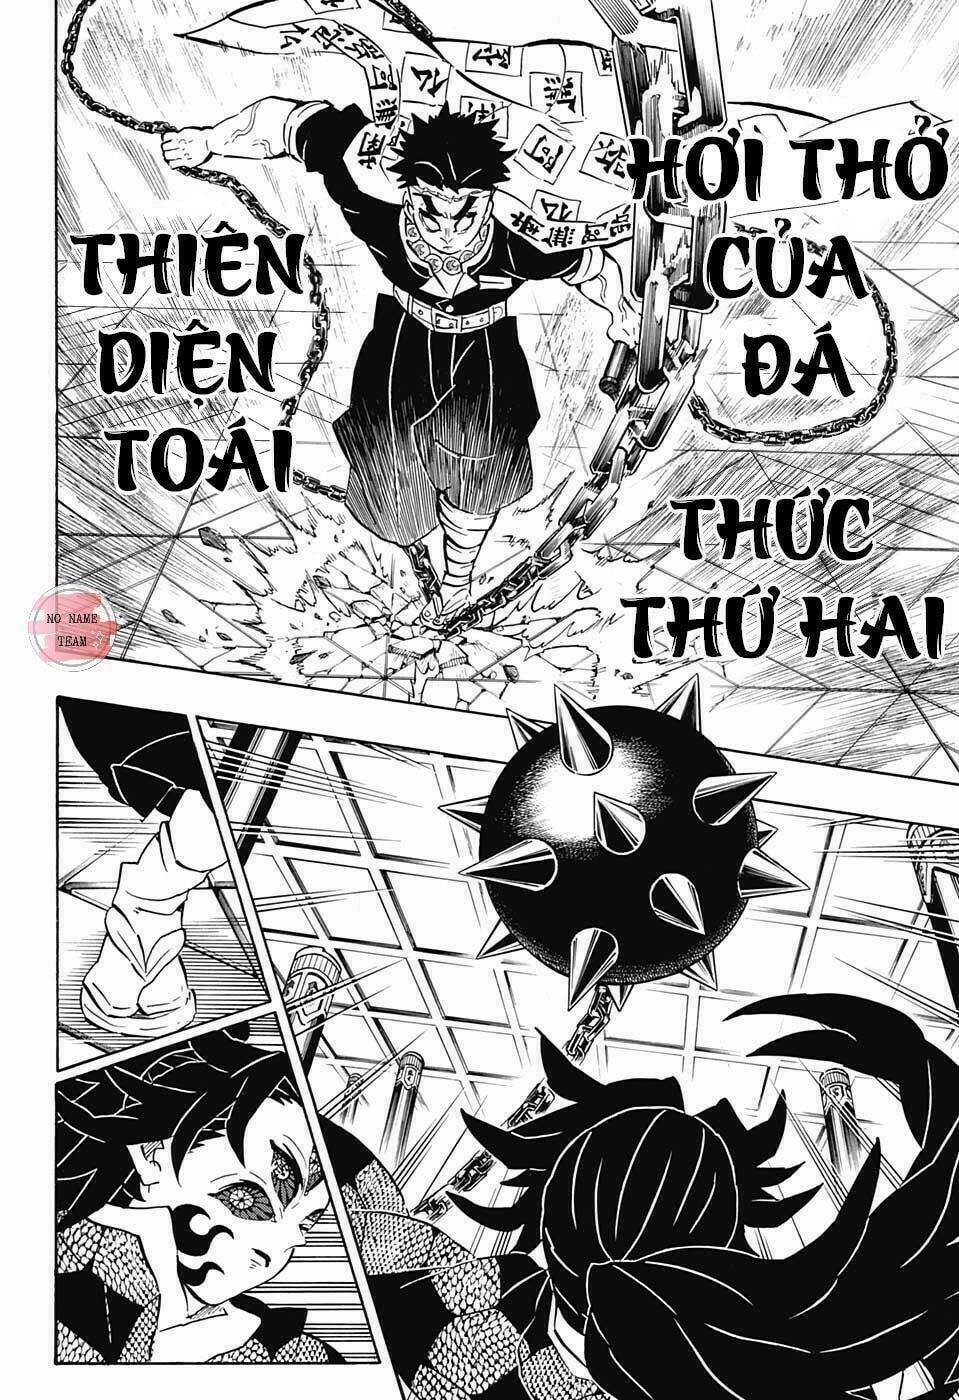 HƠI THỞ
CỦA
ĐÁ
THỨC
THỨ HAI
THIÊN
DIỆN
TOÁI
NO NAME
TEAM